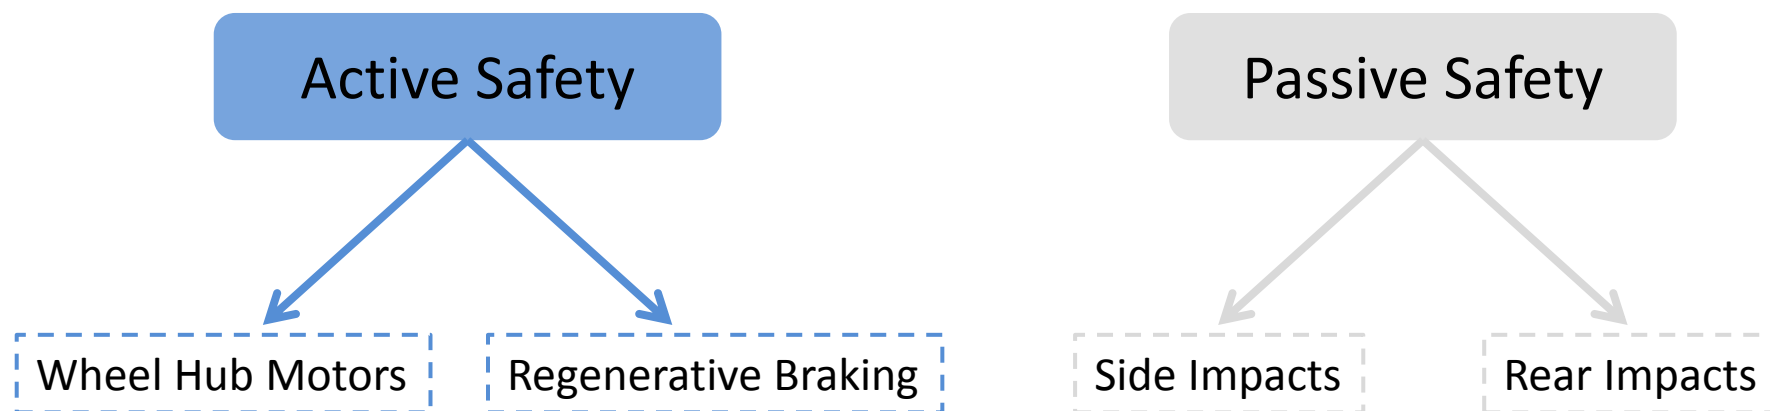 Active Safety
Passive Safety
Wheel Hub Motors
Regenerative Braking
Side Impacts
Rear Impacts